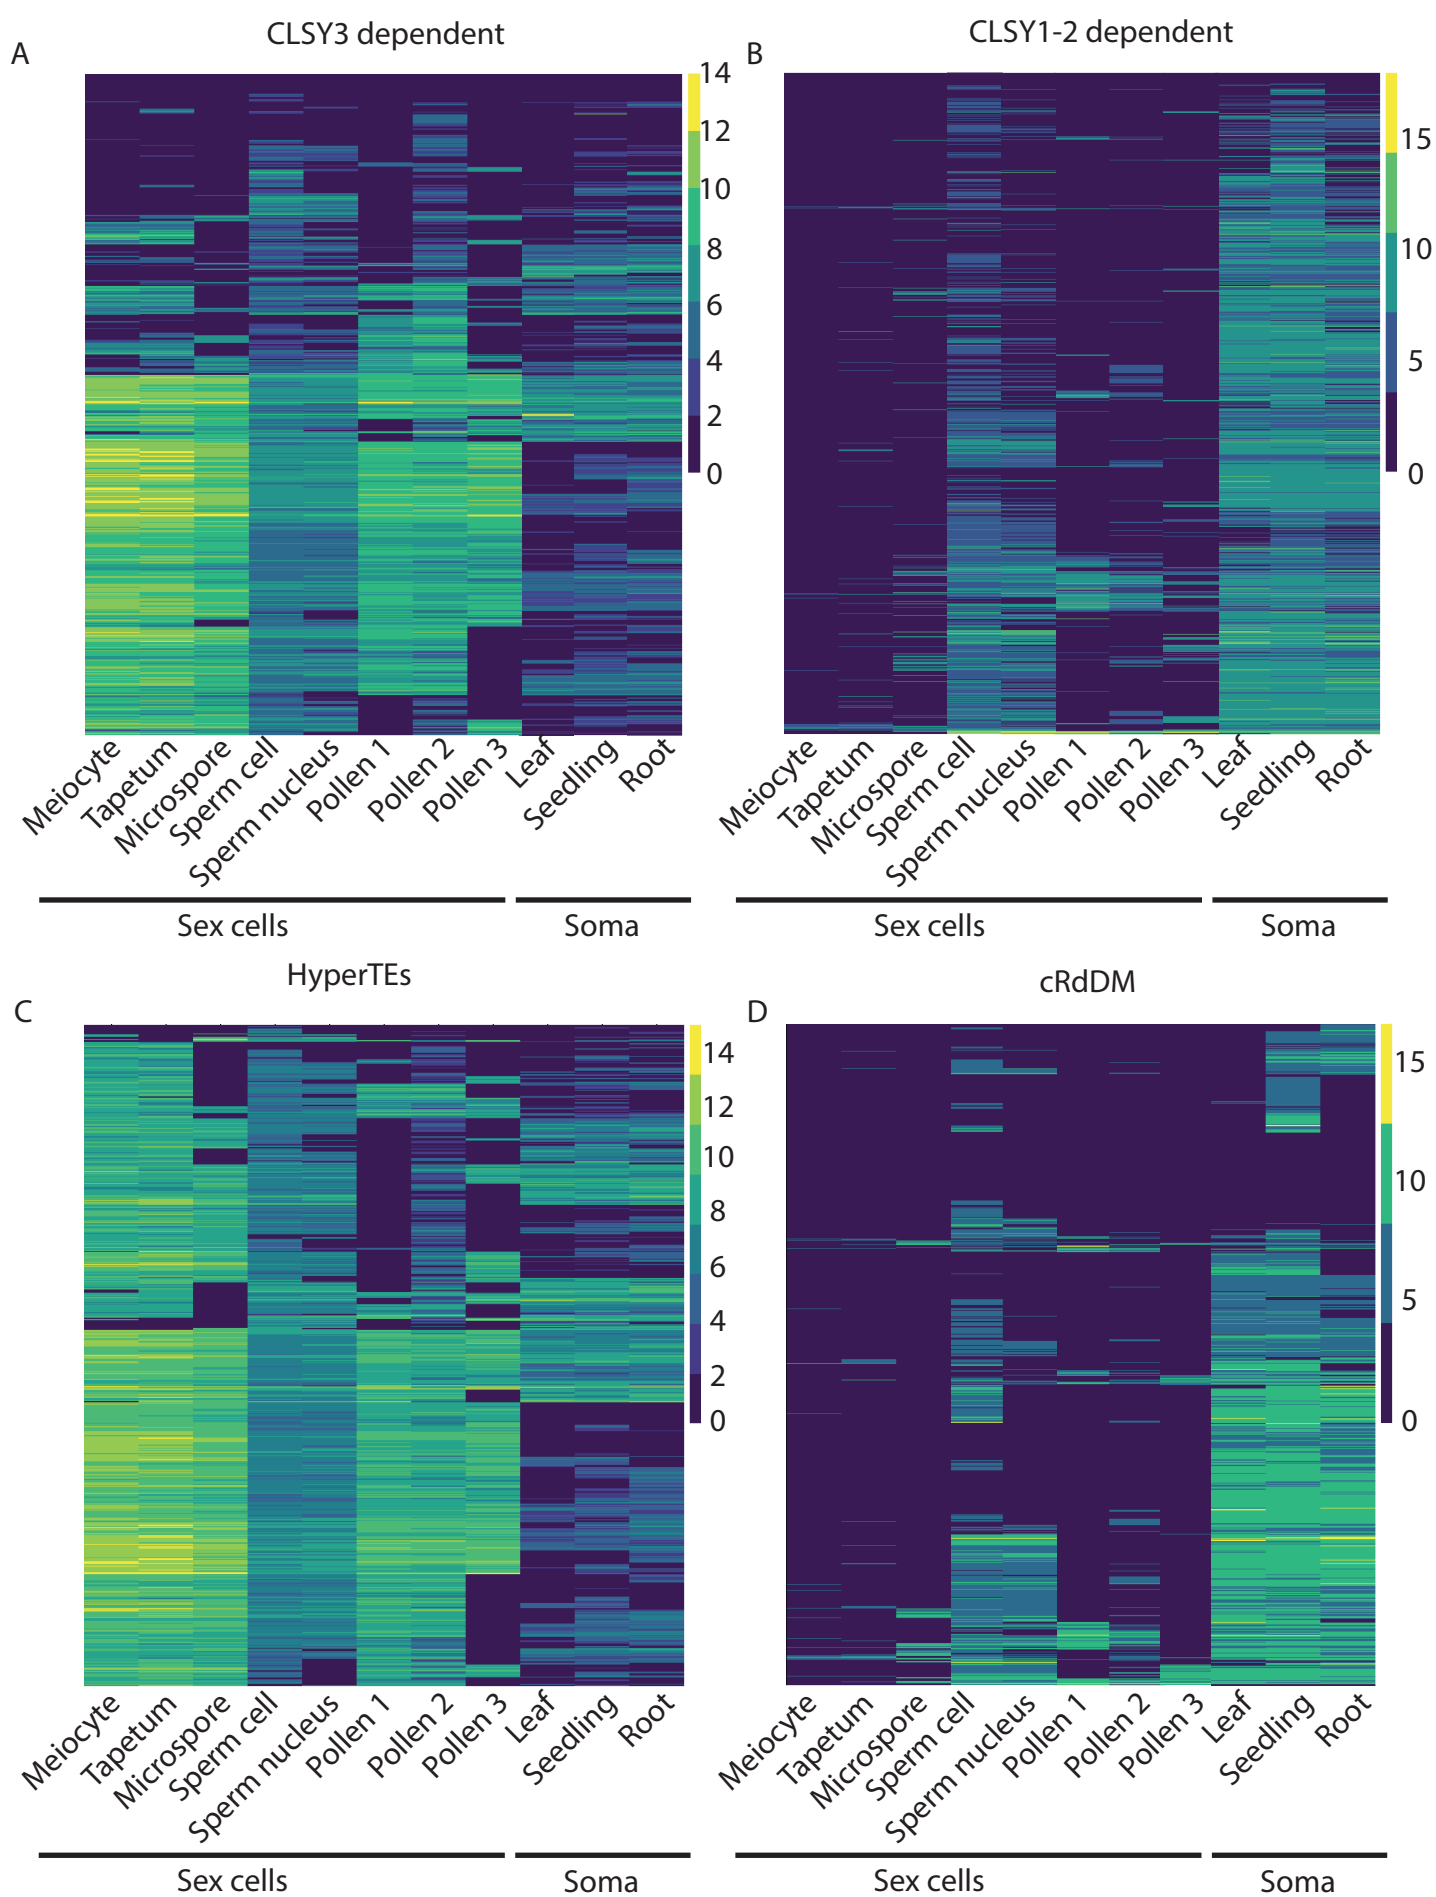 A
CLSY3 dependent
14
12
10
8
6
4
2
0
Meiocyte
Tapetum
Microspore
Sperm cell
Sperm nucleus
Pollen 1
Pollen 2
Pollen 3
Leaf
Seedling
Root
Sex cells
Soma
B
CLSY1-2 dependent
15
10
5
0
Meiocyte
Tapetum
Microspore
Sperm cell
Sperm nucleus
Pollen 1
Pollen 2
Pollen 3
Leaf
Seedling
Root
Sex cells
Soma
C
HyperTEs
14
12
10
8
6
4
2
0
Meiocyte
Tapetum
Microspore
Sperm cell
Sperm nucleus
Pollen 1
Pollen 2
Pollen 3
Leaf
Seedling
Root
Sex cells
Soma
D
cRdDM
15
10
5
0
Meiocyte
Tapetum
Microspore
Sperm cell
Sperm nucleus
Pollen 1
Pollen 2
Pollen 3
Leaf
Seedling
Root
Sex cells
Soma